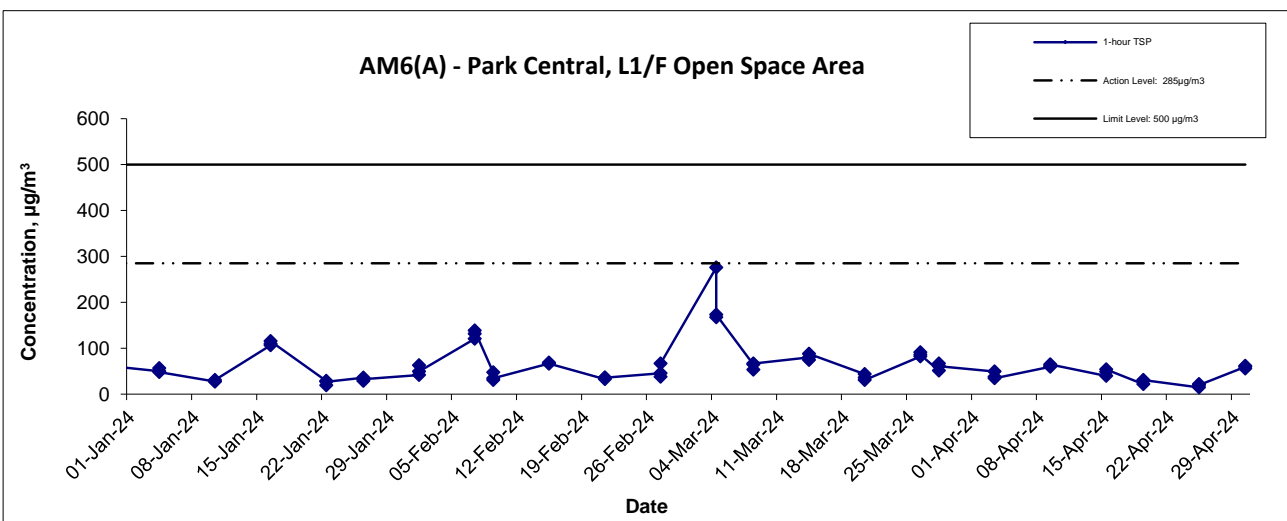 1-hour TSP
Action Level:  285µg/m3
Limit Level: 500 µg/m3
AM6(A) - Park Central, L1/F Open Space Area
Concentration, µg/m³
600
500
400
300
200
100
0
01-Jan-24
08-Jan-24
15-Jan-24
22-Jan-24
29-Jan-24
05-Feb-24
12-Feb-24
19-Feb-24
26-Feb-24
04-Mar-24
11-Mar-24
18-Mar-24
25-Mar-24
01-Apr-24
08-Apr-24
15-Apr-24
22-Apr-24
29-Apr-24
Date